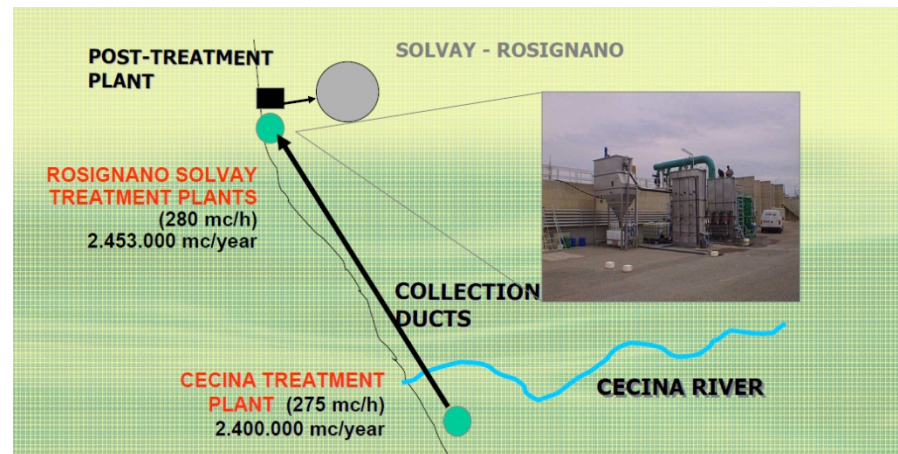 POST-TREATMENT
PLANT
SOLVAY - ROSIGNANO
ROSIGNANO SOLVAY
TREATMENT PLANTS
(280 mc/h)
2.453.000 mc/year
COLLECTION
DUCTS
CECINA TREATMENT
PLANT (275 mc/h)
2.400.000 mc/year
CECINA RIVER